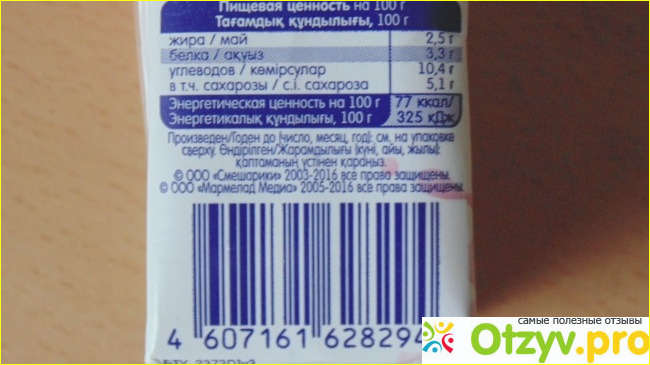 Пищевая ценность на 100 г
Тағамдық құндылығы, 100 г
жира / май 2,5 г
белка / ақуыз 3,3 г
углеводов / көмірсулар 10,4 г
в т.ч. сахарозы / с.і. сахароза 5,1 г
Энергетическая ценность на 100 г 77 ккал/
Энергетикалық құндылығы, 100 г 325 кДж
Произведен/Годен до (число, месяц, год): см. на упаковке
сверху. Өндірілген/Жарамдылығы (күні, айы, жылы):
қаптаманың үстінен қараңыз.
© ООО «Смешарики» 2003-2016 все права защищены.
© ООО «Мармелад Медиа» 2005-2016 все права защищены.
4 607161 628294
самые полезные отзывы
Otzyv.pro